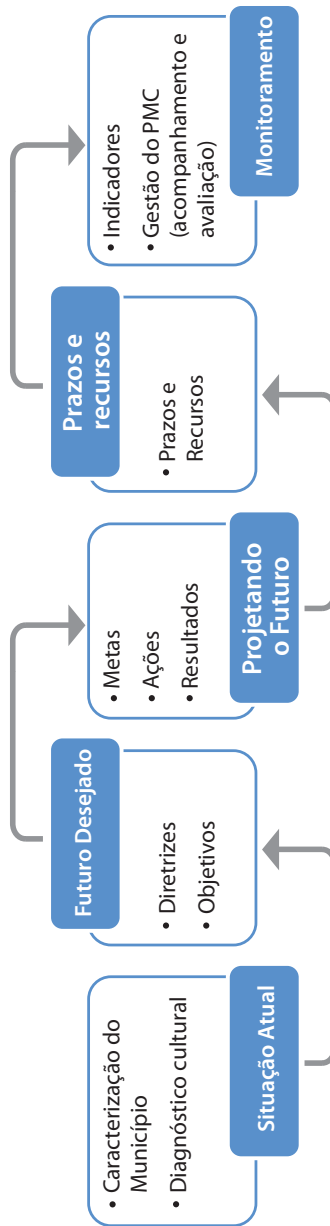 • Caracterização do
Município
• Diagnóstico cultural
Situação Atual
Futuro Desejado
• Diretrizes
• Objetivos
• Metas
• Ações
• Resultados
Projetando
o Futuro
Prazos e
recursos
• Prazos e
Recursos
• Indicadores
• Gestão do PMC
(acompanhamento e
avaliação)
Monitoramento